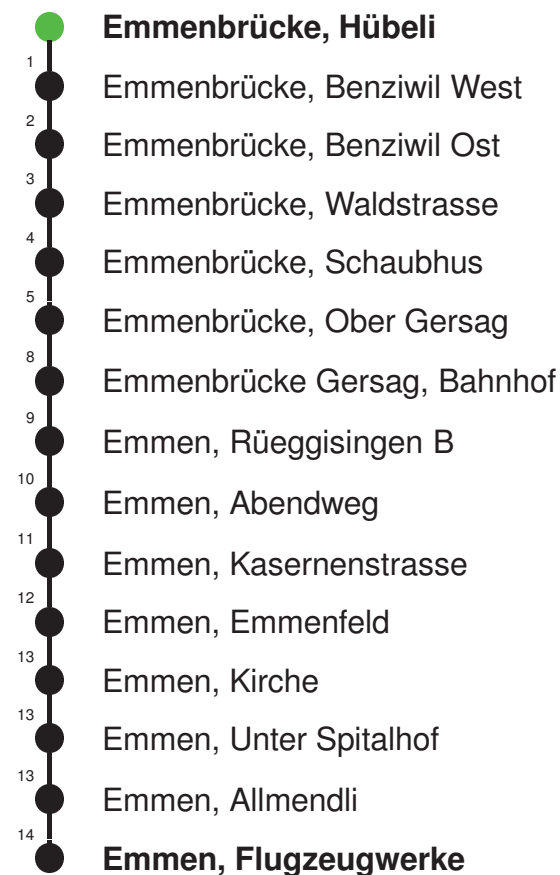 Emmenbrücke, Hübeli
1
Emmenbrücke, Benziwil West
2
Emmenbrücke, Benziwil Ost
3
Emmenbrücke, Waldstrasse
4
Emmenbrücke, Schaubhus
5
Emmenbrücke, Ober Gersag
8
Emmenbrücke Gersag, Bahnhof
9
Emmen, Rüeggisingen B
10
Emmen, Abendweg
11
Emmen, Kasernenstrasse
12
Emmen, Emmenfeld
13
Emmen, Kirche
13
Emmen, Unter Spitalhof
13
Emmen, Allmendli
14
Emmen, Flugzeugwerke